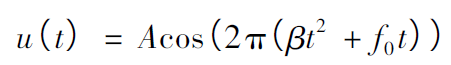 u(t) = Acos(2π(βt² + f₀t))